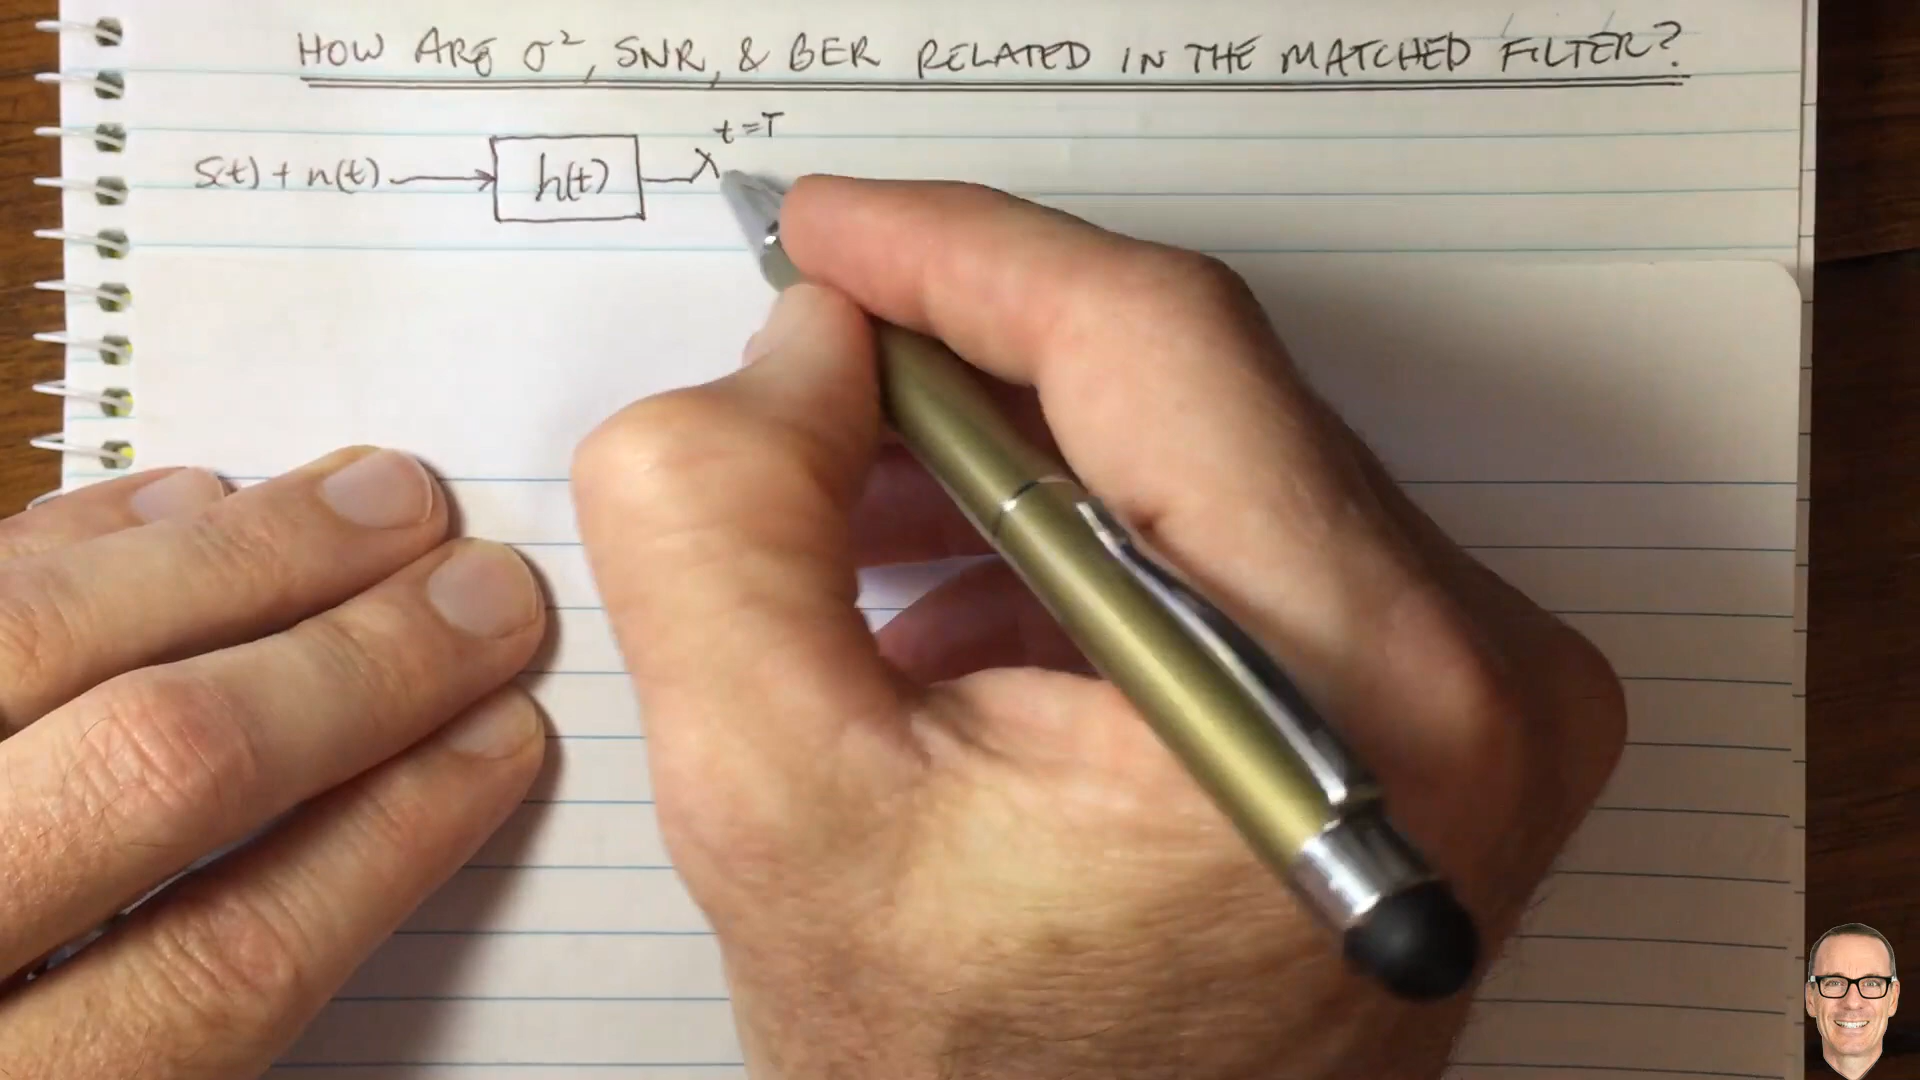 HOW ARE σ², SNR, & BER RELATED IN THE MATCHED FILTER?
t=T
s(t) + n(t) h(t)